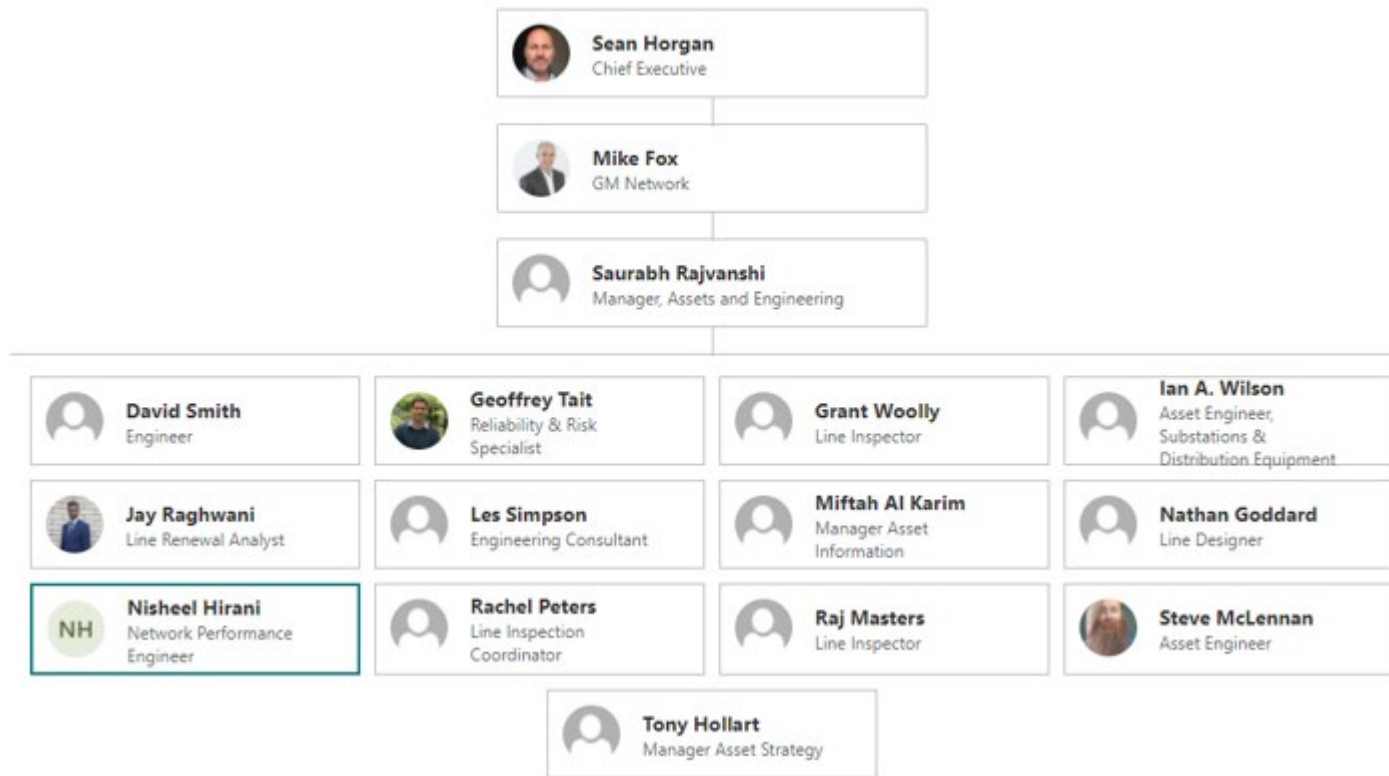 Sean Horgan
Chief Executive
Mike Fox
GM Network
Saurabh Rajvanshi
Manager, Assets and Engineering
David Smith
Engineer
Geoffrey Tait
Reliability & Risk
Specialist
Grant Woolly
Line Inspector
Ian A. Wilson
Asset Engineer,
Substations &
Distribution Equipment
Jay Raghwani
Line Renewal Analyst
Les Simpson
Engineering Consultant
Miftah Al Karim
Manager Asset
Information
Nathan Goddard
Line Designer
NH
Nisheel Hirani
Network Performance
Engineer
Rachel Peters
Line Inspection
Coordinator
Raj Masters
Line Inspector
Steve McLennan
Asset Engineer
Tony Hollart
Manager Asset Strategy